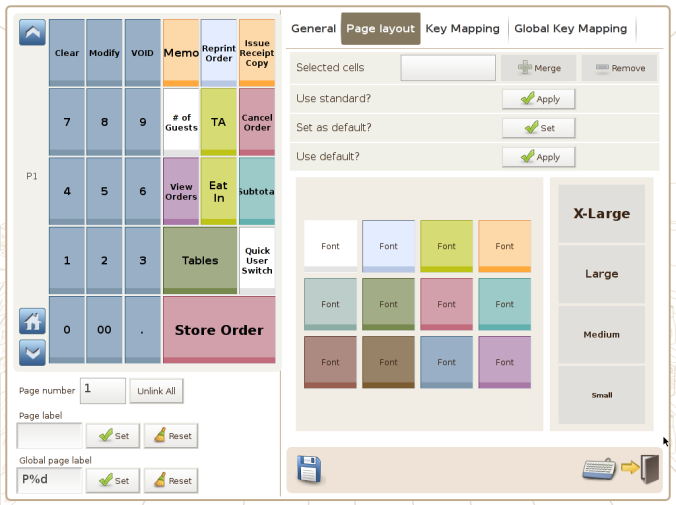 General Page layout Key Mapping Global Key Mapping
Clear Modify VOID Memo Reprint Order Issue Receipt Copy
7 8 9 # of Guests TA Cancel Order
P1
4 5 6 View Orders Eat In Subtota
1 2 3 Tables Quick User Switch
0 00 . Store Order
Page number 1 Unlink All
Page label
Set Reset
Global page label
P%d Set Reset
Selected cells Merge Remove
Use standard? Apply
Set as default? Set
Use default? Apply
Font Font Font Font
Font Font Font Font
Font Font Font Font
X-Large
Large
Medium
Small